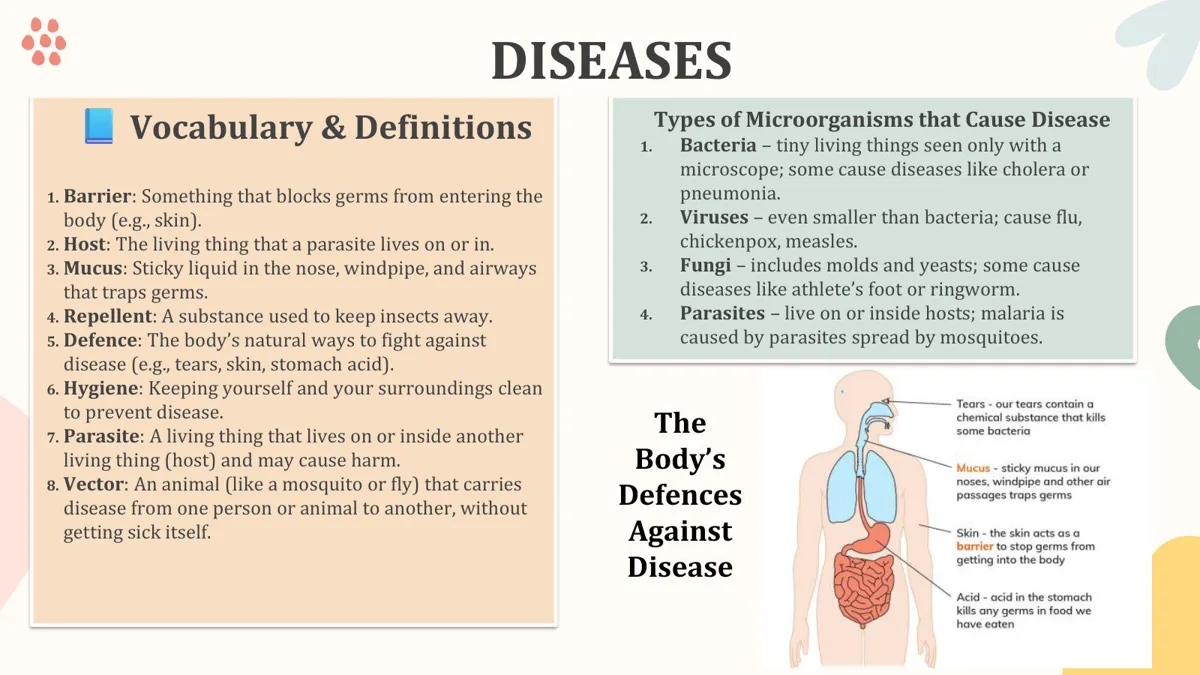 DISEASES
📘 Vocabulary & Definitions
1. Barrier: Something that blocks germs from entering the
body (e.g., skin).
2. Host: The living thing that a parasite lives on or in.
3. Mucus: Sticky liquid in the nose, windpipe, and airways
that traps germs.
4. Repellent: A substance used to keep insects away.
5. Defence: The body’s natural ways to fight against
disease (e.g., tears, skin, stomach acid).
6. Hygiene: Keeping yourself and your surroundings clean
to prevent disease.
7. Parasite: A living thing that lives on or inside another
living thing (host) and may cause harm.
8. Vector: An animal (like a mosquito or fly) that carries
disease from one person or animal to another, without
getting sick itself.
Types of Microorganisms that Cause Disease
1. Bacteria – tiny living things seen only with a
microscope; some cause diseases like cholera or
pneumonia.
2. Viruses – even smaller than bacteria; cause flu,
chickenpox, measles.
3. Fungi – includes molds and yeasts; some cause
diseases like athlete’s foot or ringworm.
4. Parasites – live on or inside hosts; malaria is
caused by parasites spread by mosquitoes.
The
Body’s
Defences
Against
Disease
Tears - our tears contain a
chemical substance that kills
some bacteria
Mucus - sticky mucus in our
noses, windpipe and other air
passages traps germs
Skin - the skin acts as a
barrier to stop germs from
getting into the body
Acid - acid in the stomach
kills any germs in food we
have eaten